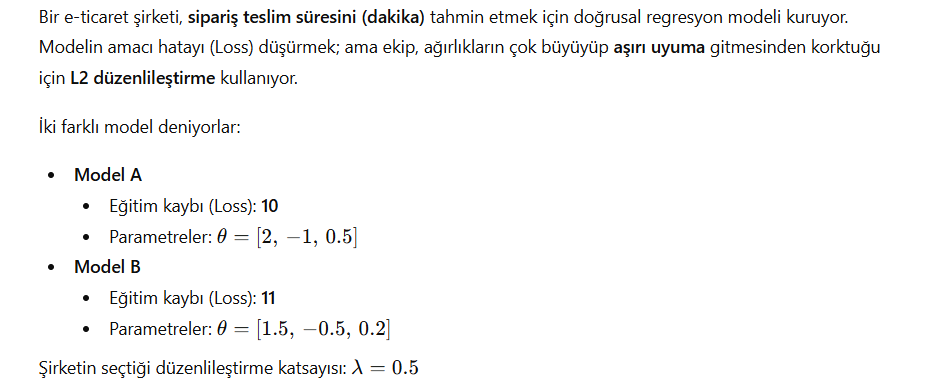 Bir e-ticaret şirketi, sipariş teslim süresini (dakika) tahmin etmek için doğrusal regresyon modeli kuruyor.
Modelin amacı hatayı (Loss) düşürmek; ama ekip, ağırlıkların çok büyüyüp aşırı uyuma gitmesinden korktuğu
için L2 düzenlileştirme kullanıyor.
İki farklı model deniyorlar:
• Model A
• Eğitim kaybı (Loss): 10
• Parametreler: θ = [2, −1, 0.5]
• Model B
• Eğitim kaybı (Loss): 11
• Parametreler: θ = [1.5, −0.5, 0.2]
Şirketin seçtiği düzenlileştirme katsayısı: λ = 0.5